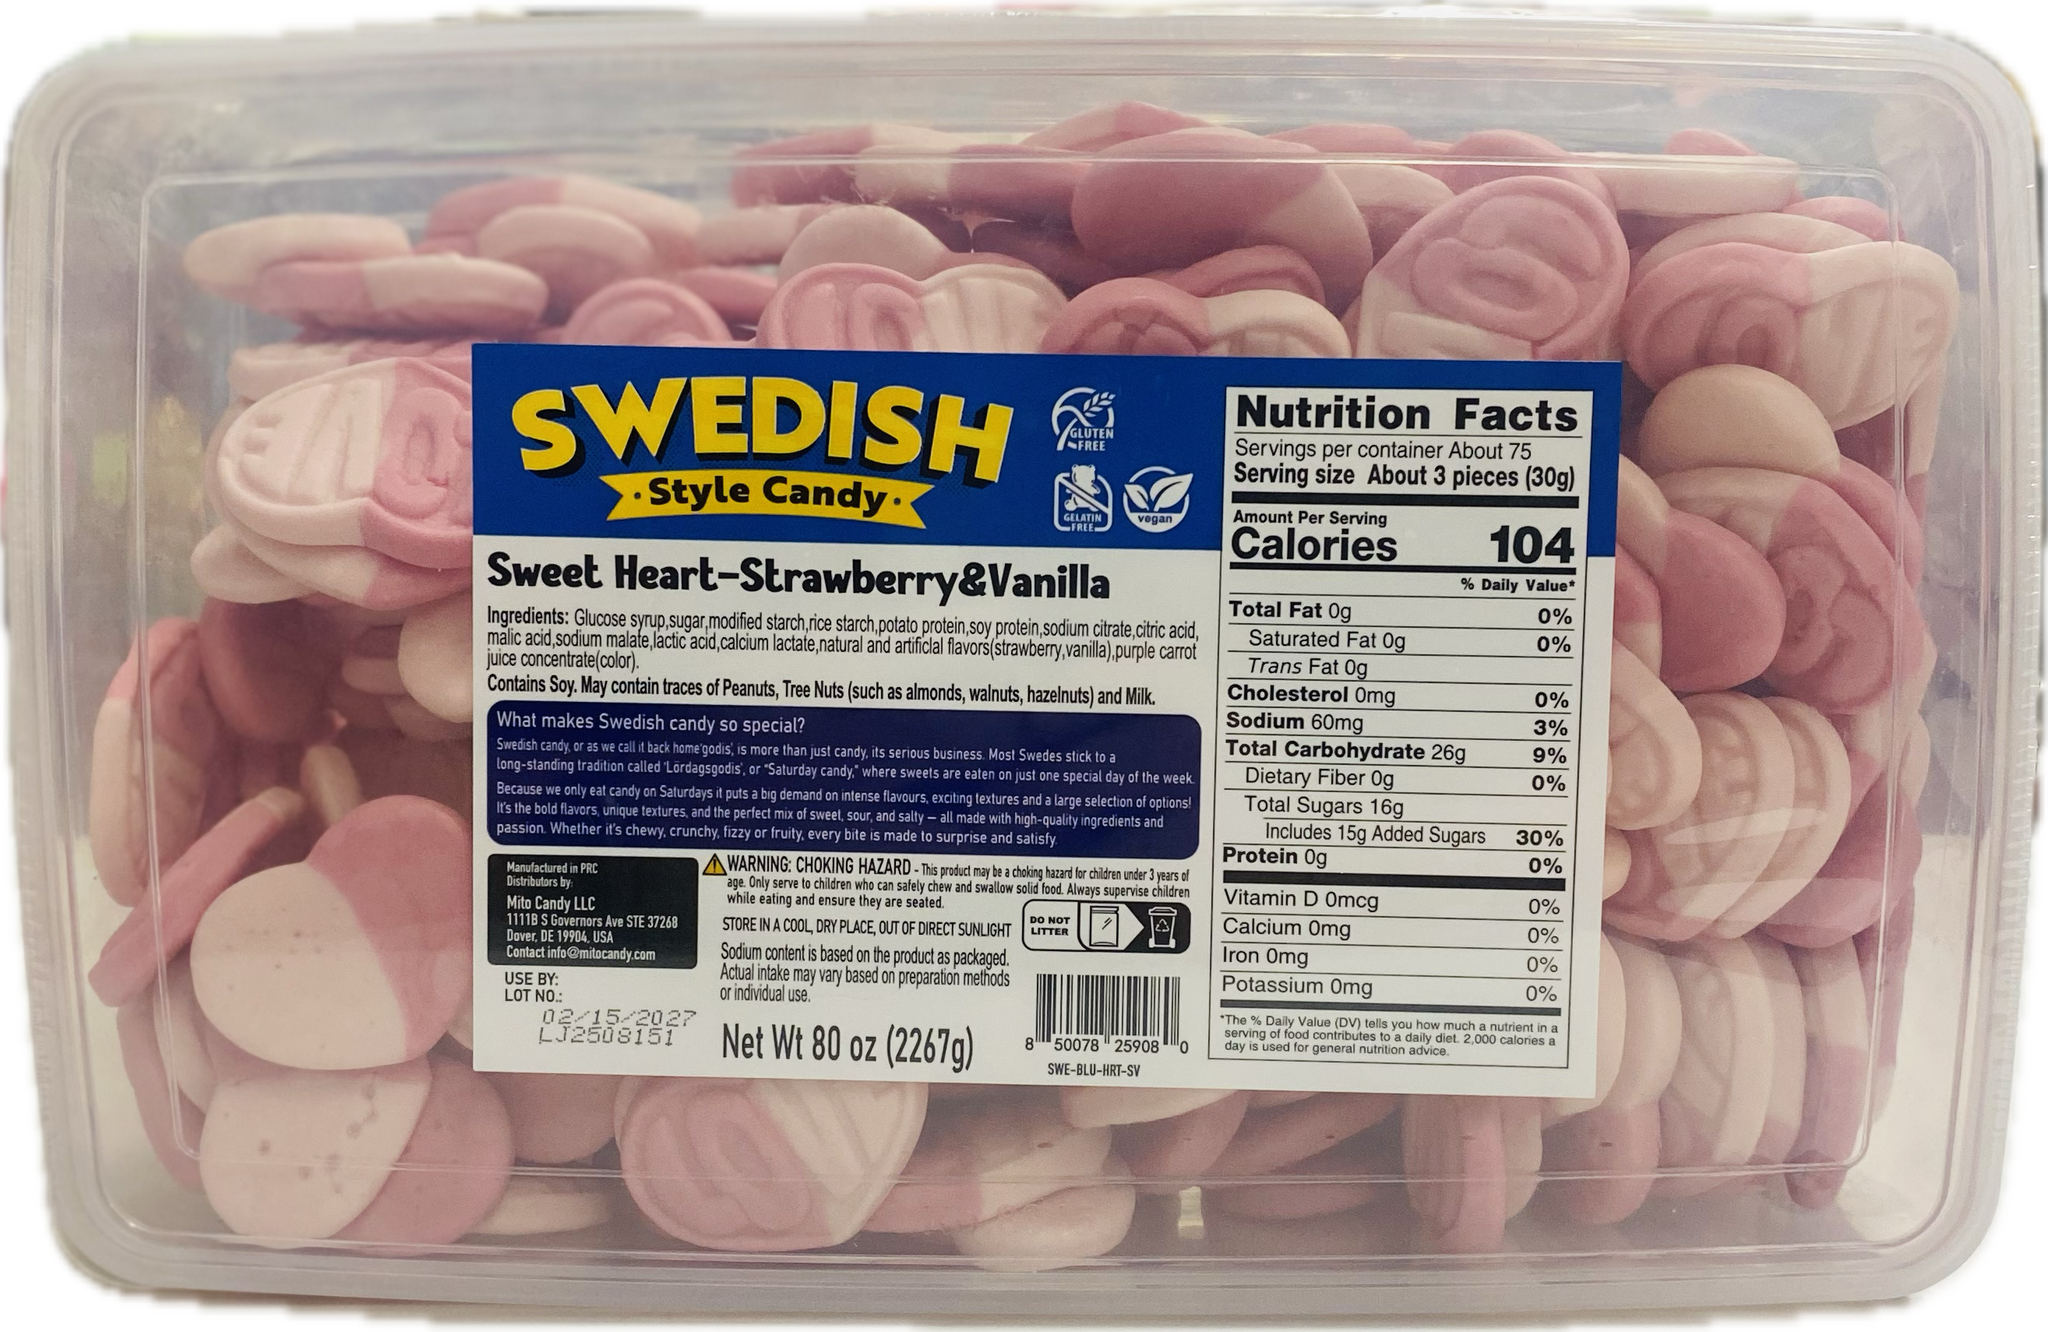 SWEDISH
Style Candy
GLUTEN
FREE
GELATIN
FREE
vegan
Sweet Heart-Strawberry&Vanilla
Ingredients: Glucose syrup,sugar,modified starch,rice starch,potato protein,soy protein,sodium citrate,citric acid,
malic acid,sodium malate,lactic acid,calcium lactate,natural and artificial flavors(strawberry,vanilla),purple carrot
juice concentrate(color).
Contains Soy. May contain traces of Peanuts, Tree Nuts (such as almonds, walnuts, hazelnuts) and Milk.
What makes Swedish candy so special?
Swedish candy, or as we call it back home'godis', is more than just candy, its serious business. Most Swedes stick to a
long-standing tradition called 'Lördagsgodis', or "Saturday candy," where sweets are eaten on just one special day of the week.
Because we only eat candy on Saturdays it puts a big demand on intense flavours, exciting textures and a large selection of options!
It's the bold flavors, unique textures, and the perfect mix of sweet, sour, and salty – all made with high-quality ingredients and
passion. Whether it's chewy, crunchy, fizzy or fruity, every bite is made to surprise and satisfy.
Manufactured in PRC
Distributors by:
Mito Candy LLC
1111B S Governors Ave STE 37268
Dover, DE 19904, USA
Contact info@mitocandy.com
USE BY:
LOT NO.:
02/15/2027
LJ2508151
WARNING: CHOKING HAZARD - This product may be a choking hazard for children under 3 years of
age. Only serve to children who can safely chew and swallow solid food. Always supervise children
while eating and ensure they are seated.
STORE IN A COOL, DRY PLACE, OUT OF DIRECT SUNLIGHT
Sodium content is based on the product as packaged.
Actual intake may vary based on preparation methods
or individual use.
Net Wt 80 oz (2267g)
DO NOT
LITTER
8 50078 25908 0
SWE-BLU-HRT-SV
Nutrition Facts
Servings per container About 75
Serving size About 3 pieces (30g)
Amount Per Serving
Calories 104
% Daily Value*
Total Fat 0g 0%
Saturated Fat 0g 0%
Trans Fat 0g
Cholesterol 0mg 0%
Sodium 60mg 3%
Total Carbohydrate 26g 9%
Dietary Fiber 0g 0%
Total Sugars 16g
Includes 15g Added Sugars 30%
Protein 0g 0%
Vitamin D 0mcg 0%
Calcium 0mg 0%
Iron 0mg 0%
Potassium 0mg 0%
*The % Daily Value (DV) tells you how much a nutrient in a
serving of food contributes to a daily diet. 2,000 calories a
day is used for general nutrition advice.